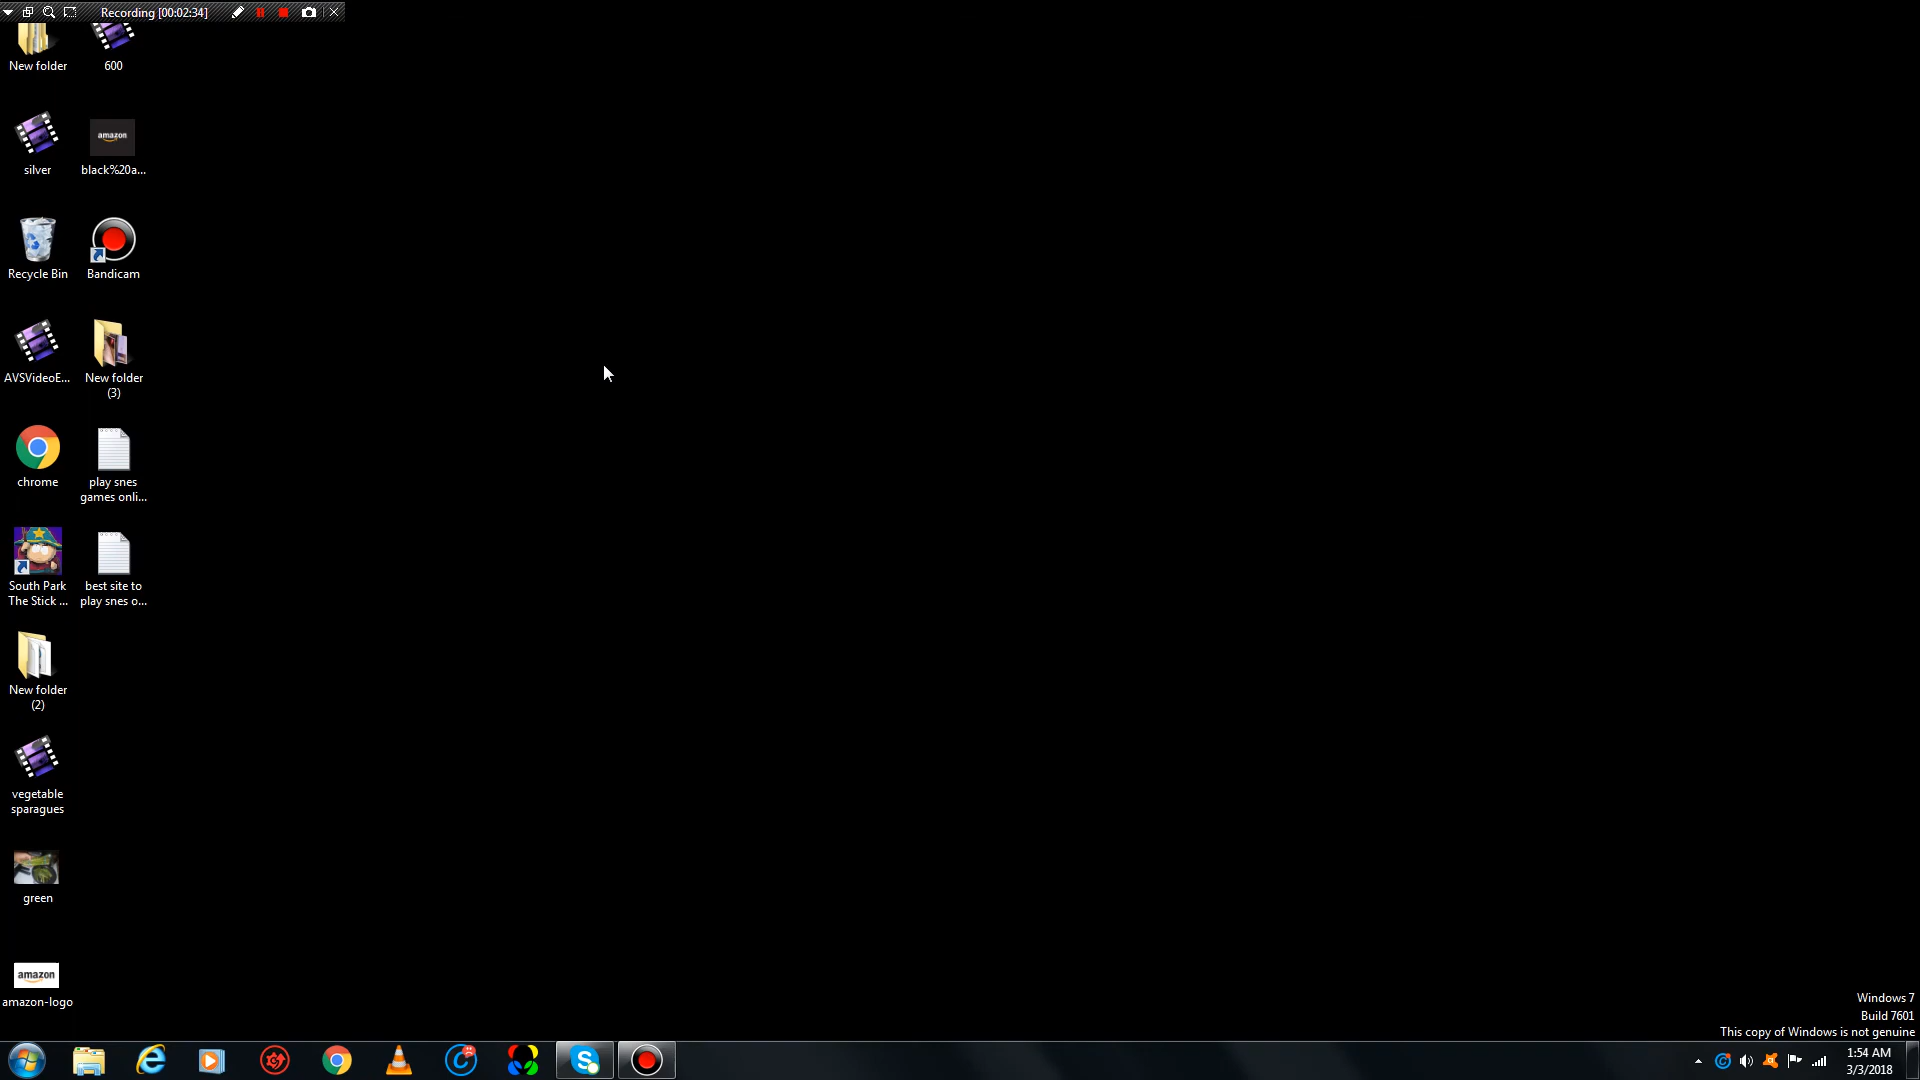 Recording [00:02:34]
New folder
600
silver
amazon
black%20a...
Recycle Bin
Bandicam
AVSVideoE...
New folder
(3)
chrome
play snes
games onli...
South Park
The Stick ...
best site to
play snes o...
New folder
(2)
vegetable
sparagues
green
amazon
amazon-logo
Windows 7
Build 7601
This copy of Windows is not genuine
1:54 AM
3/3/2018